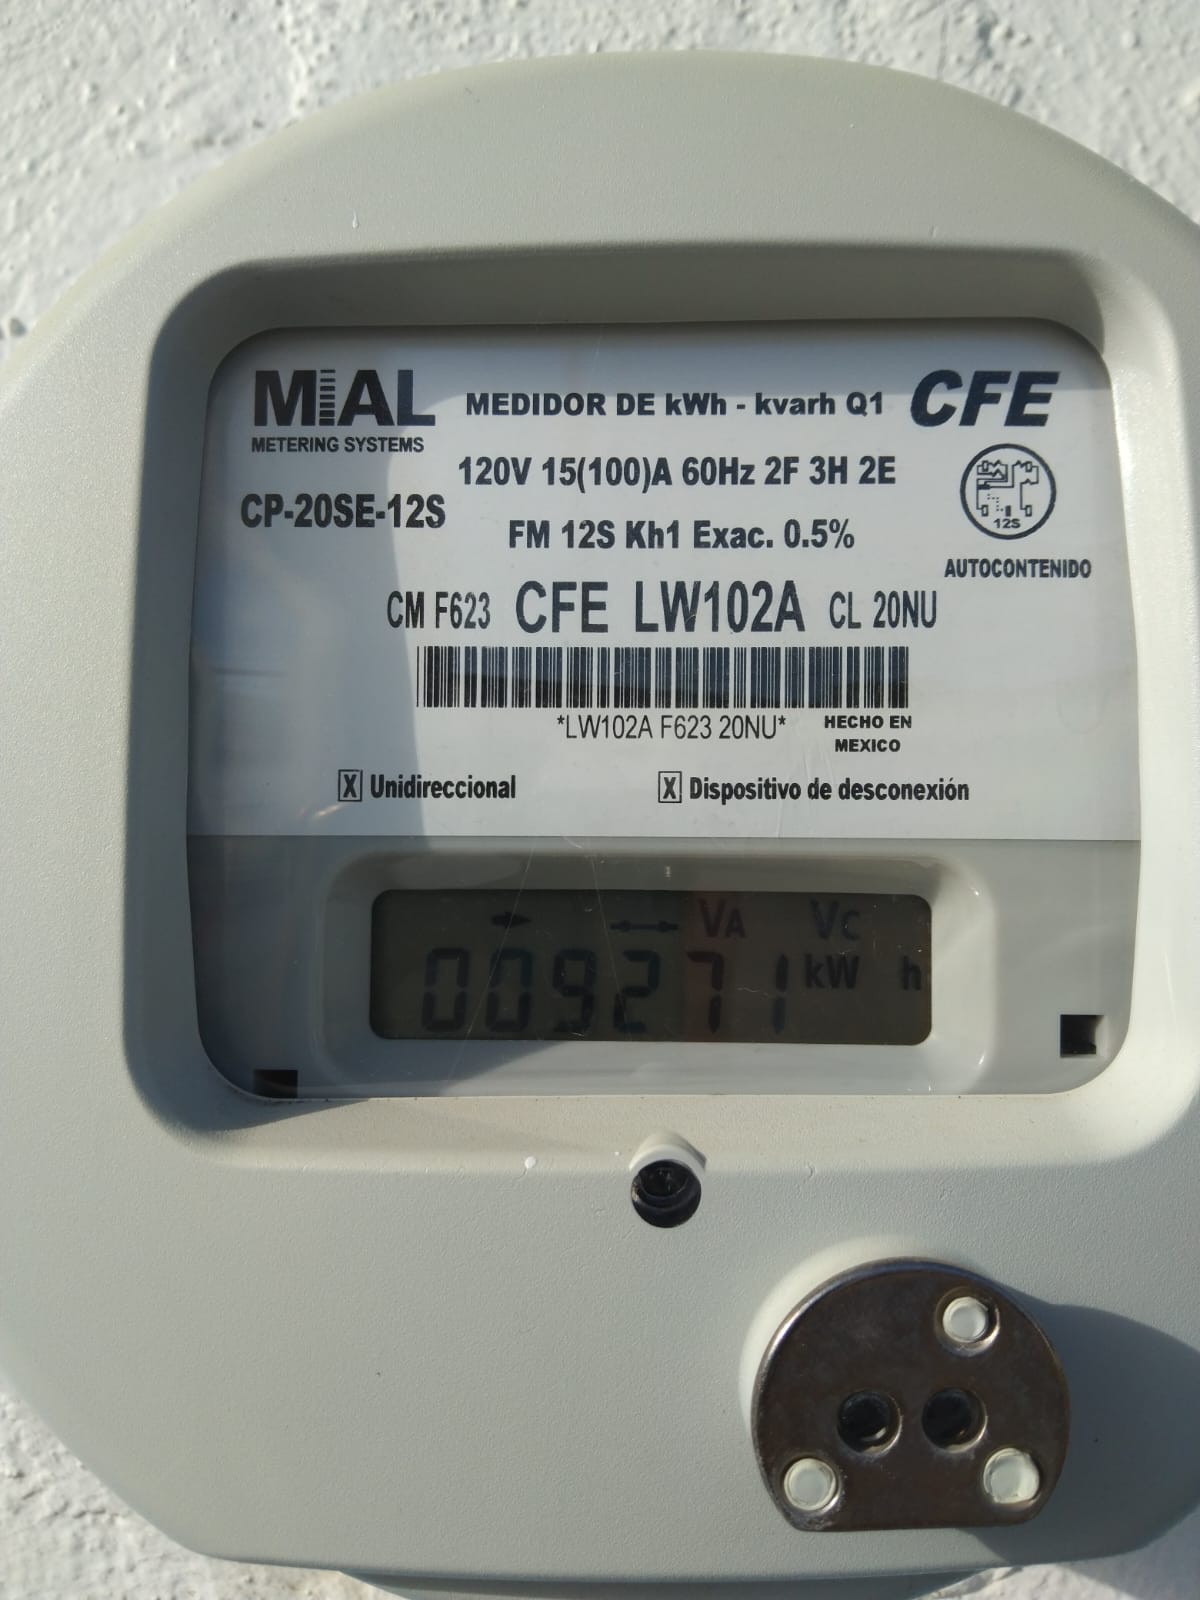 MIAL MEDIDOR DE kWh - kvarh Q1 CFE
METERING SYSTEMS
120V 15(100)A 60Hz 2F 3H 2E
CP-20SE-12S
FM 12S Kh1 Exac. 0.5%
12S
AUTOCONTENIDO
CM F623 CFE LW102A CL 20NU
*LW102A F623 20NU*
HECHO EN
MEXICO
X Unidireccional X Dispositivo de desconexión
VA VC
009271 kW h